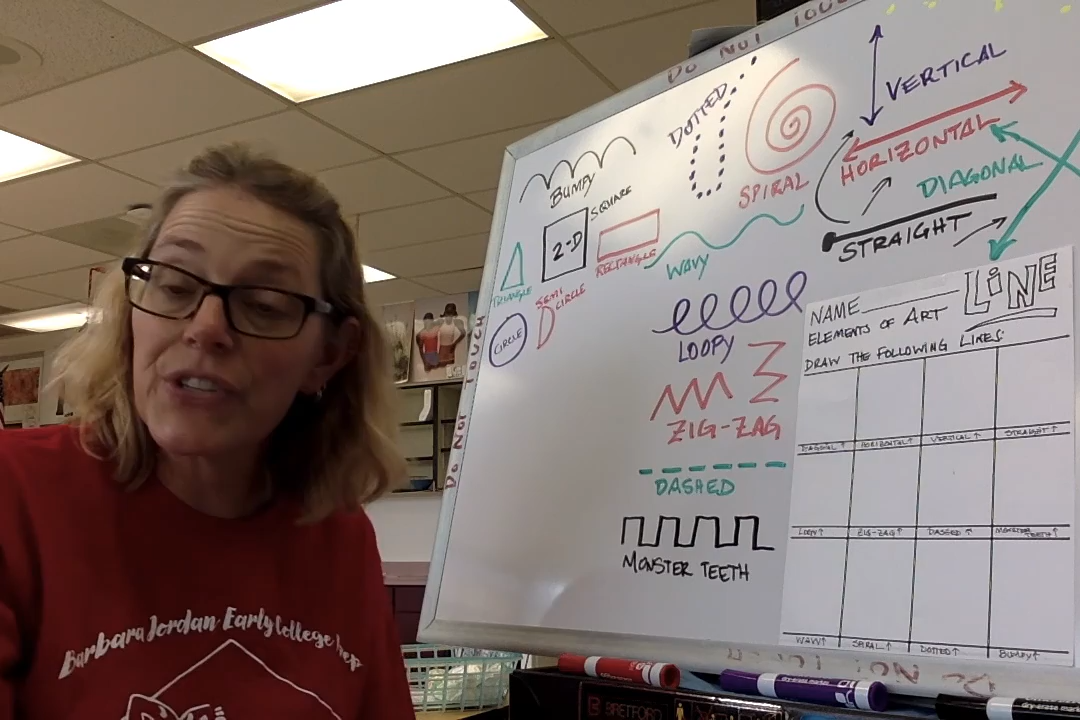 Do Not Touch
Do Not Touch
BUMPY
DOTTED
SPIRAL
VERTICAL
HORIZONTAL
DIAGONAL
STRAIGHT
2-D
SQUARE
RECTANGLE
TRIANGLE
SEMI
CIRCLE
CIRCLE
WAVY
LOOPY
ZIG-ZAG
DASHED
MONSTER TEETH
NAME
LINE
ELEMENTS OF ART
DRAW THE FOLLOWING LINES:
DIAGONAL↑ HORIZONTAL↑ VERTICAL↑ STRAIGHT↑
LOOPY↑ ZIG-ZAG↑ DASHED↑ MONSTER TEETH↑
WAVY↑ SPIRAL↑ DOTTED↑ BUMPY↑
Barbara Jordan Early College Prep
BRETFORD